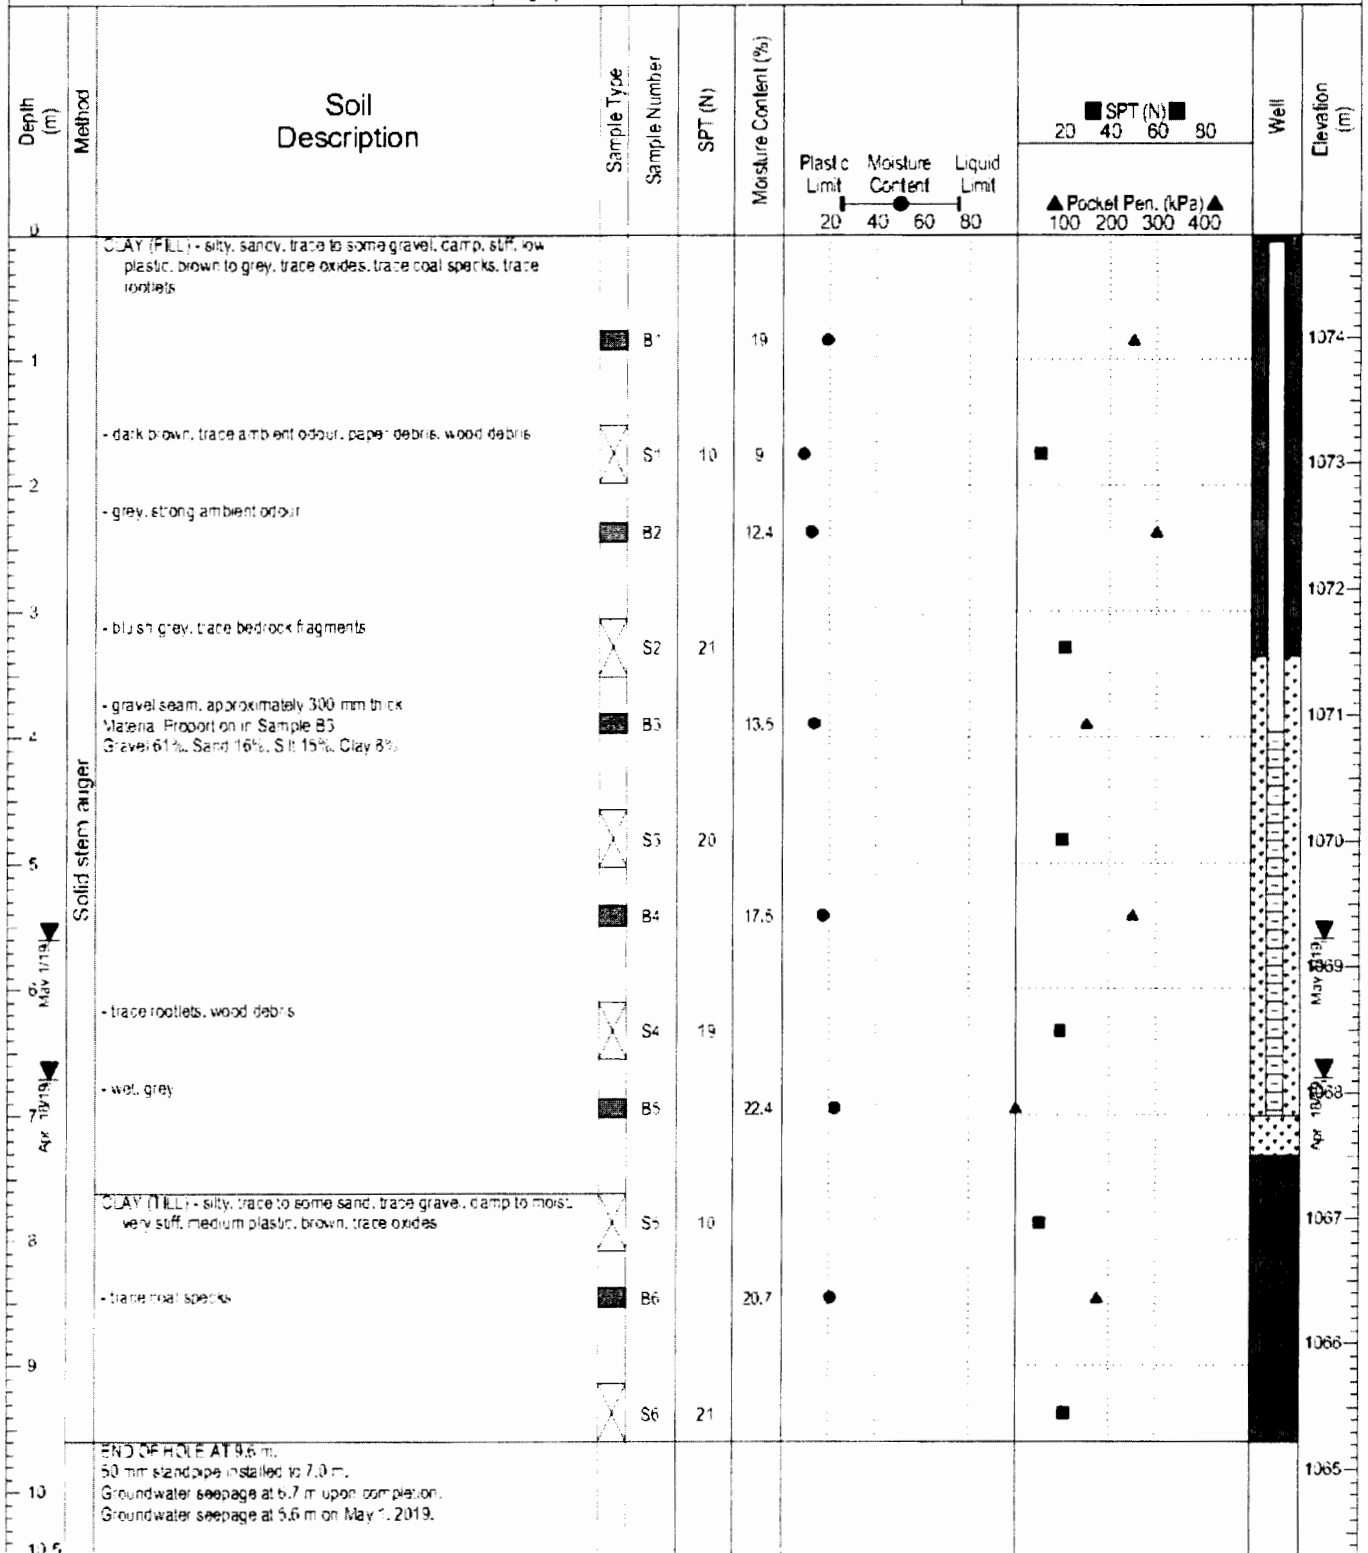 Depth (m)
Method
Soil
Description
Sample Type
Sample Number
SPT (N)
Moisture Content (%)
Plastic Limit
Moisture Content
Liquid Limit
20 40 60 80
SPT (N)
20 40 60 80
Pocket Pen. (kPa)
100 200 300 400
Well
Elevation (m)
0
CLAY (FILL) - silty, sandy, trace to some gravel, damp, stiff, low
plastic, brown to grey, trace oxides, trace coal specks, trace
rootlets
B1 19
1074
1
- dark brown, trace ambient odour, paper debris, wood debris
S1 10 9
1073
2
- grey, strong ambient odour
B2 12.4
1072
3
- bluish grey, trace bedrock fragments
S2 21
- gravel seam, approximately 300 mm thick
Material Proportion in Sample B3
Gravel 61%, Sand 16%, Silt 15%, Clay 8%
B3 13.5
1071
4
Solid stem auger
S3 20
1070
5
B4 17.5
May 1/19
May 1/19
1069
6
- trace rootlets, wood debris
S4 19
- wet, grey
Apr 18/19
Apr 18/19
1068
B5 22.4
7
CLAY (TILL) - silty, trace to some sand, trace gravel, damp to moist,
very stiff, medium plastic, brown, trace oxides
S5 10
1067
8
- trace coal specks
B6 20.7
1066
9
S6 21
END OF HOLE AT 9.6 m.
50 mm standpipe installed to 7.0 m.
Groundwater seepage at 6.7 m upon completion.
Groundwater seepage at 5.6 m on May 1, 2019.
1065
10
10.5